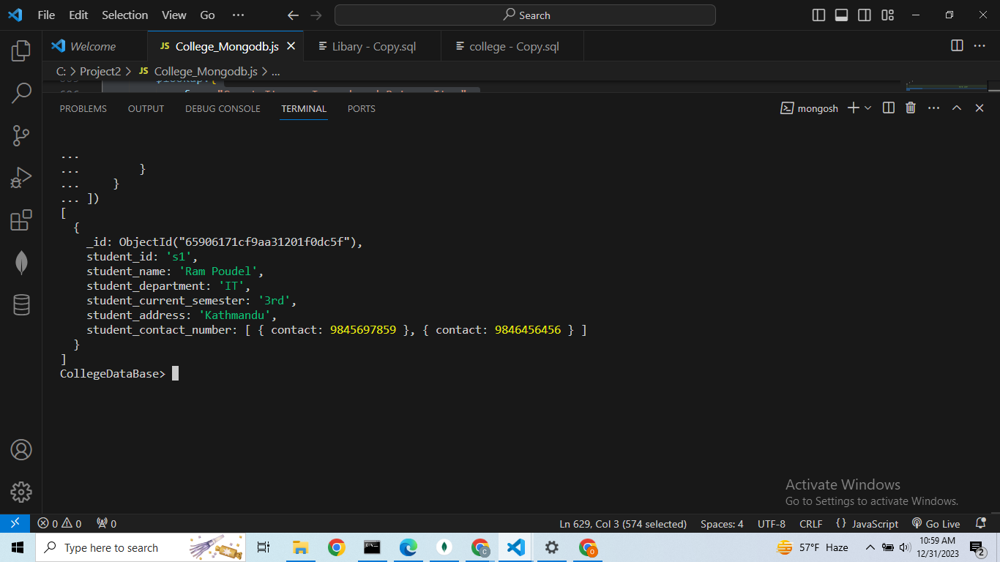 File Edit Selection View Go ... Search
Welcome JS College_Mongodb.js Libary - Copy.sql college - Copy.sql
C: > Project2 > JS College_Mongodb.js > ...
PROBLEMS OUTPUT DEBUG CONSOLE TERMINAL PORTS mongosh
...
... }
... }
... ])
[
{
_id: ObjectId("65906171cf9aa31201f0dc5f"),
student_id: 's1',
student_name: 'Ram Poudel',
student_department: 'IT',
student_current_semester: '3rd',
student_address: 'Kathmandu',
student_contact_number: [ { contact: 9845697859 }, { contact: 9846456456 } ]
}
]
CollegeDataBase>
Activate Windows
Go to Settings to activate Windows.
0 0 0 Ln 629, Col 3 (574 selected) Spaces: 4 UTF-8 CRLF {} JavaScript Go Live
Type here to search 57°F Haze 10:59 AM
12/31/2023 2